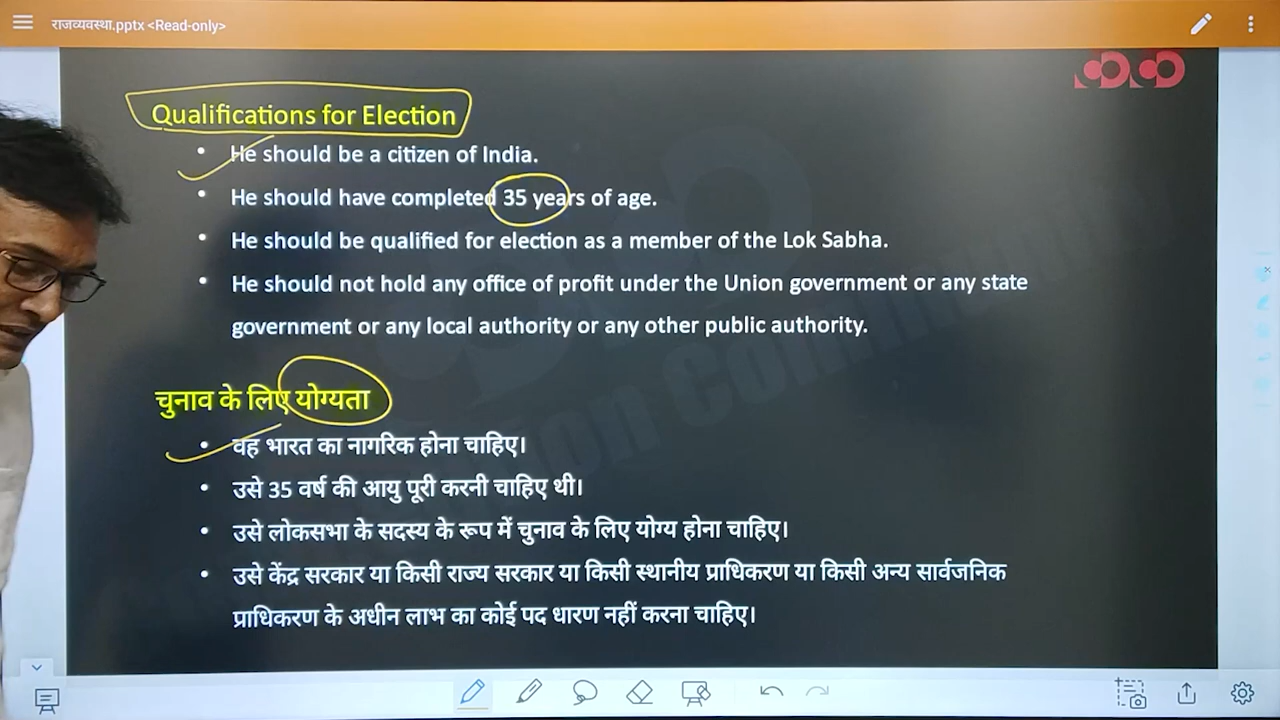 राजव्यवस्था.pptx <Read-only>
Qualifications for Election
• He should be a citizen of India.
• He should have completed 35 years of age.
• He should be qualified for election as a member of the Lok Sabha.
• He should not hold any office of profit under the Union government or any state
government or any local authority or any other public authority.
चुनाव के लिए योग्यता
• वह भारत का नागरिक होना चाहिए।
• उसे 35 वर्ष की आयु पूरी करनी चाहिए थी।
• उसे लोकसभा के सदस्य के रूप में चुनाव के लिए योग्य होना चाहिए।
• उसे केंद्र सरकार या किसी राज्य सरकार या किसी स्थानीय प्राधिकरण या किसी अन्य सार्वजनिक
प्राधिकरण के अधीन लाभ का कोई पद धारण नहीं करना चाहिए।